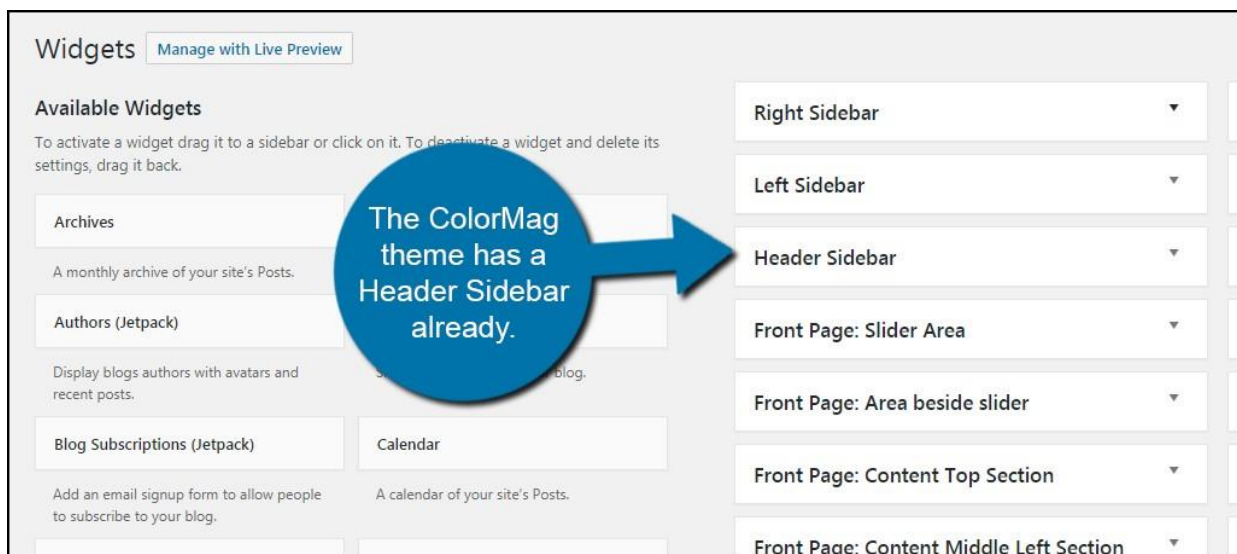 Widgets Manage with Live Preview
Available Widgets
To activate a widget drag it to a sidebar or click on it. To deactivate a widget and delete its
settings, drag it back.
Archives
A monthly archive of your site's Posts.
Authors (Jetpack)
Display blogs authors with avatars and
recent posts.
blog.
Blog Subscriptions (Jetpack)
Calendar
Add an email signup form to allow people
to subscribe to your blog.
A calendar of your site's Posts.
The ColorMag
theme has a
Header Sidebar
already.
Right Sidebar
Left Sidebar
Header Sidebar
Front Page: Slider Area
Front Page: Area beside slider
Front Page: Content Top Section
Front Page: Content Middle Left Section